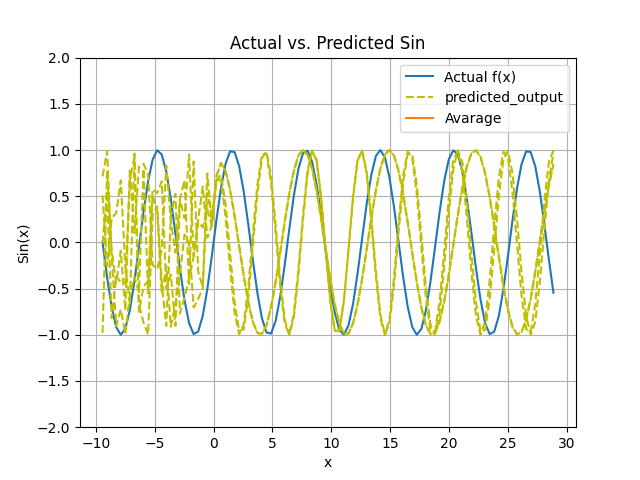 Actual vs. Predicted Sin
Actual f(x)
predicted_output
Avarage
2.0
1.5
1.0
0.5
0.0
−0.5
−1.0
−1.5
−2.0
Sin(x)
−10 −5 0 5 10 15 20 25 30
x